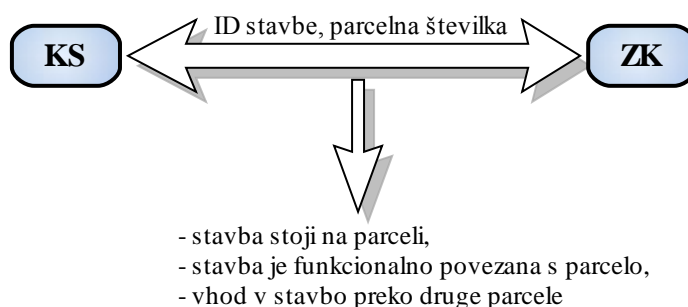 ID stavbe, parcelna številka
KS
ZK
- stavba stoji na parceli,
- stavba je funkcionalno povezana s parcelo,
- vhod v stavbo preko druge parcele